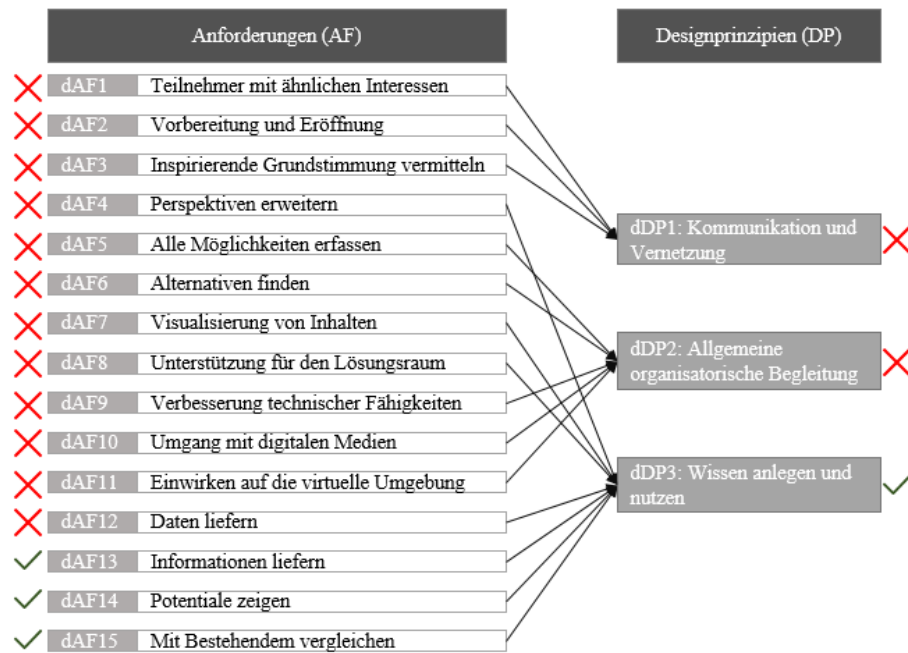 Anforderungen (AF)
Designprinzipien (DP)
dAF1 Teilnehmer mit ähnlichen Interessen
dAF2 Vorbereitung und Eröffnung
dAF3 Inspirierende Grundstimmung vermitteln
dAF4 Perspektiven erweitern
dAF5 Alle Möglichkeiten erfassen
dAF6 Alternativen finden
dAF7 Visualisierung von Inhalten
dAF8 Unterstützung für den Lösungsraum
dAF9 Verbesserung technischer Fähigkeiten
dAF10 Umgang mit digitalen Medien
dAF11 Einwirken auf die virtuelle Umgebung
dAF12 Daten liefern
dAF13 Informationen liefern
dAF14 Potentiale zeigen
dAF15 Mit Bestehendem vergleichen
dDP1: Kommunikation und
Vernetzung
dDP2: Allgemeine
organisatorische Begleitung
dDP3: Wissen anlegen und
nutzen